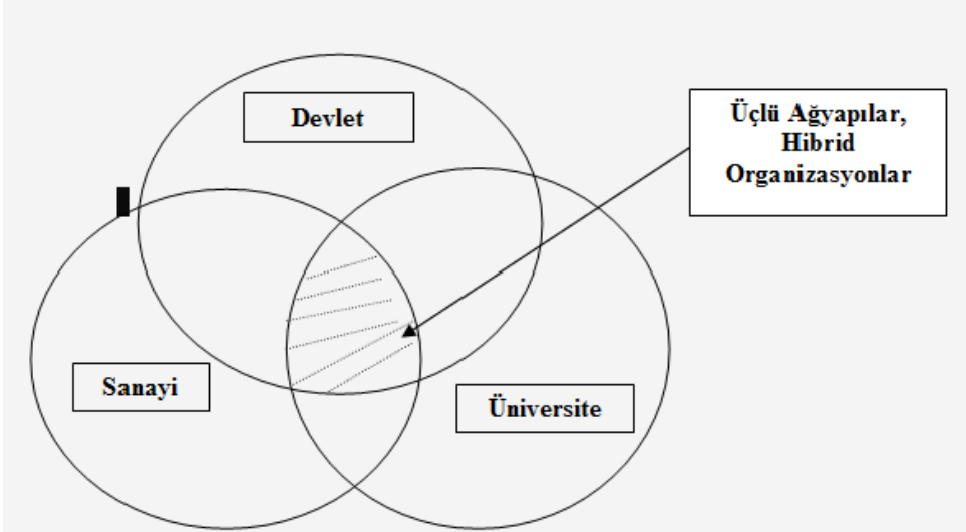 Devlet
Üçlü Ağyapılar,
Hibrid
Organizasyonlar
Sanayi
Üniversite